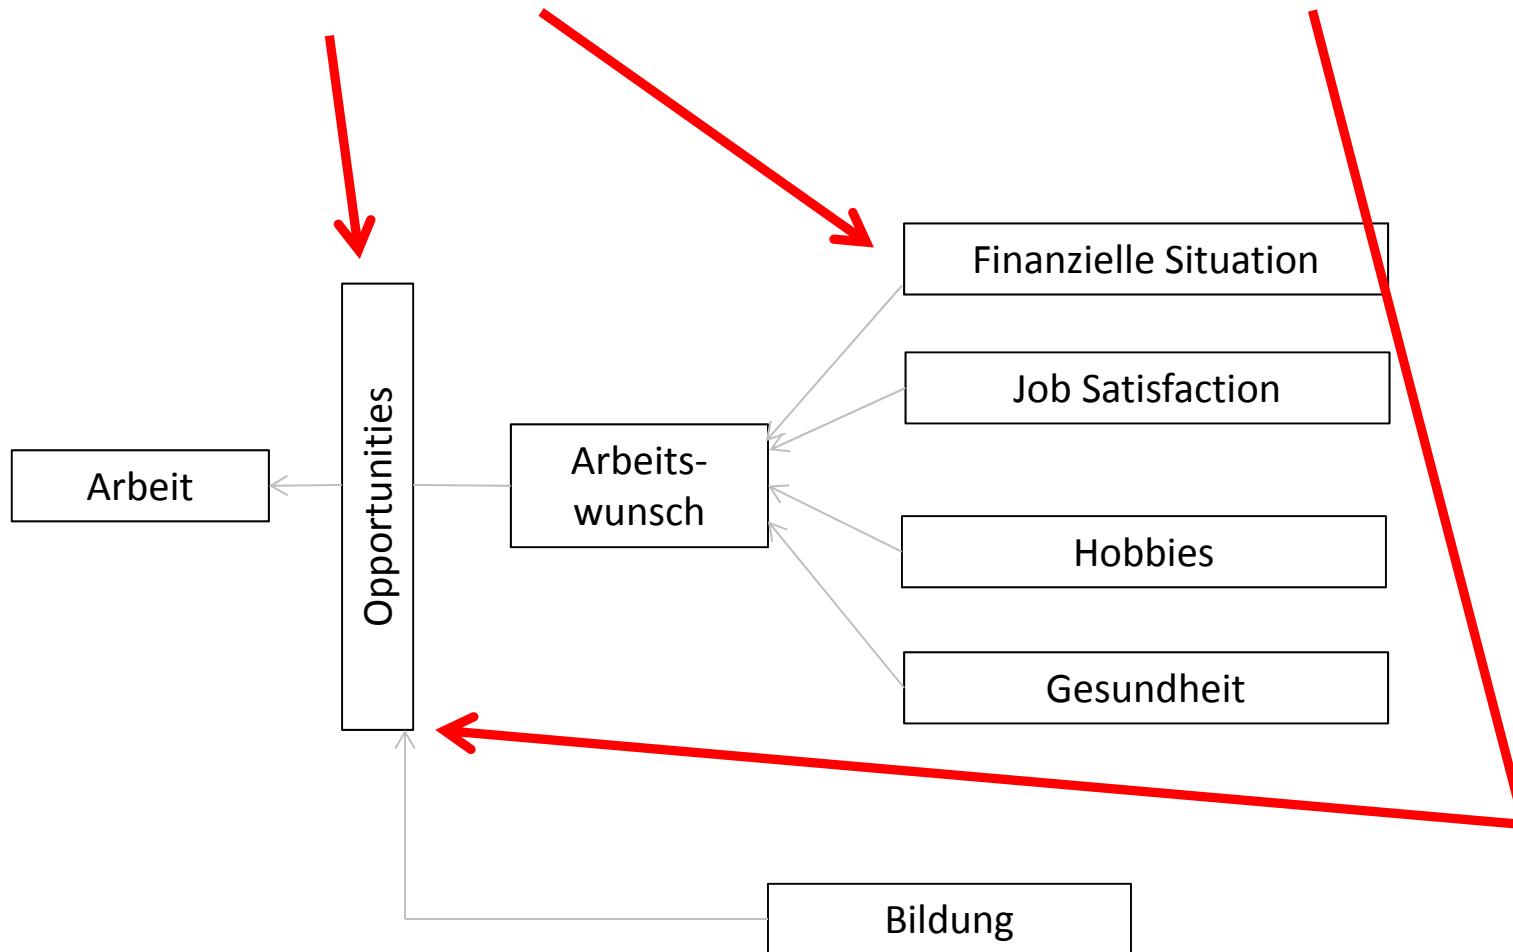 Finanzielle Situation
Job Satisfaction
Opportunities
Arbeits-
wunsch
Arbeit
Hobbies
Gesundheit
Bildung